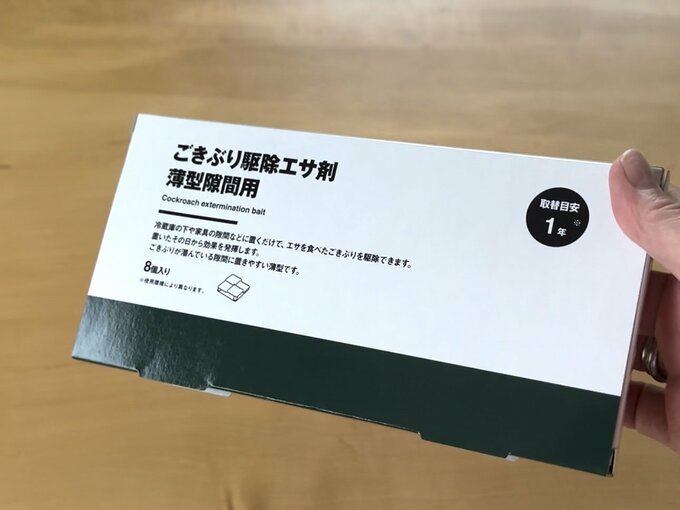 ごきぶり駆除エサ剤
薄型隙間用
Cockroach extermination bait
冷蔵庫の下や家具の隙間などに置くだけで、エサを食べたごきぶりを駆除できます。
置いたその日から効果を発揮します。
ごきぶりが潜んでいる隙間に置きやすい薄型です。
8個入り
※使用環境により異なります。
取替目安
※
1年